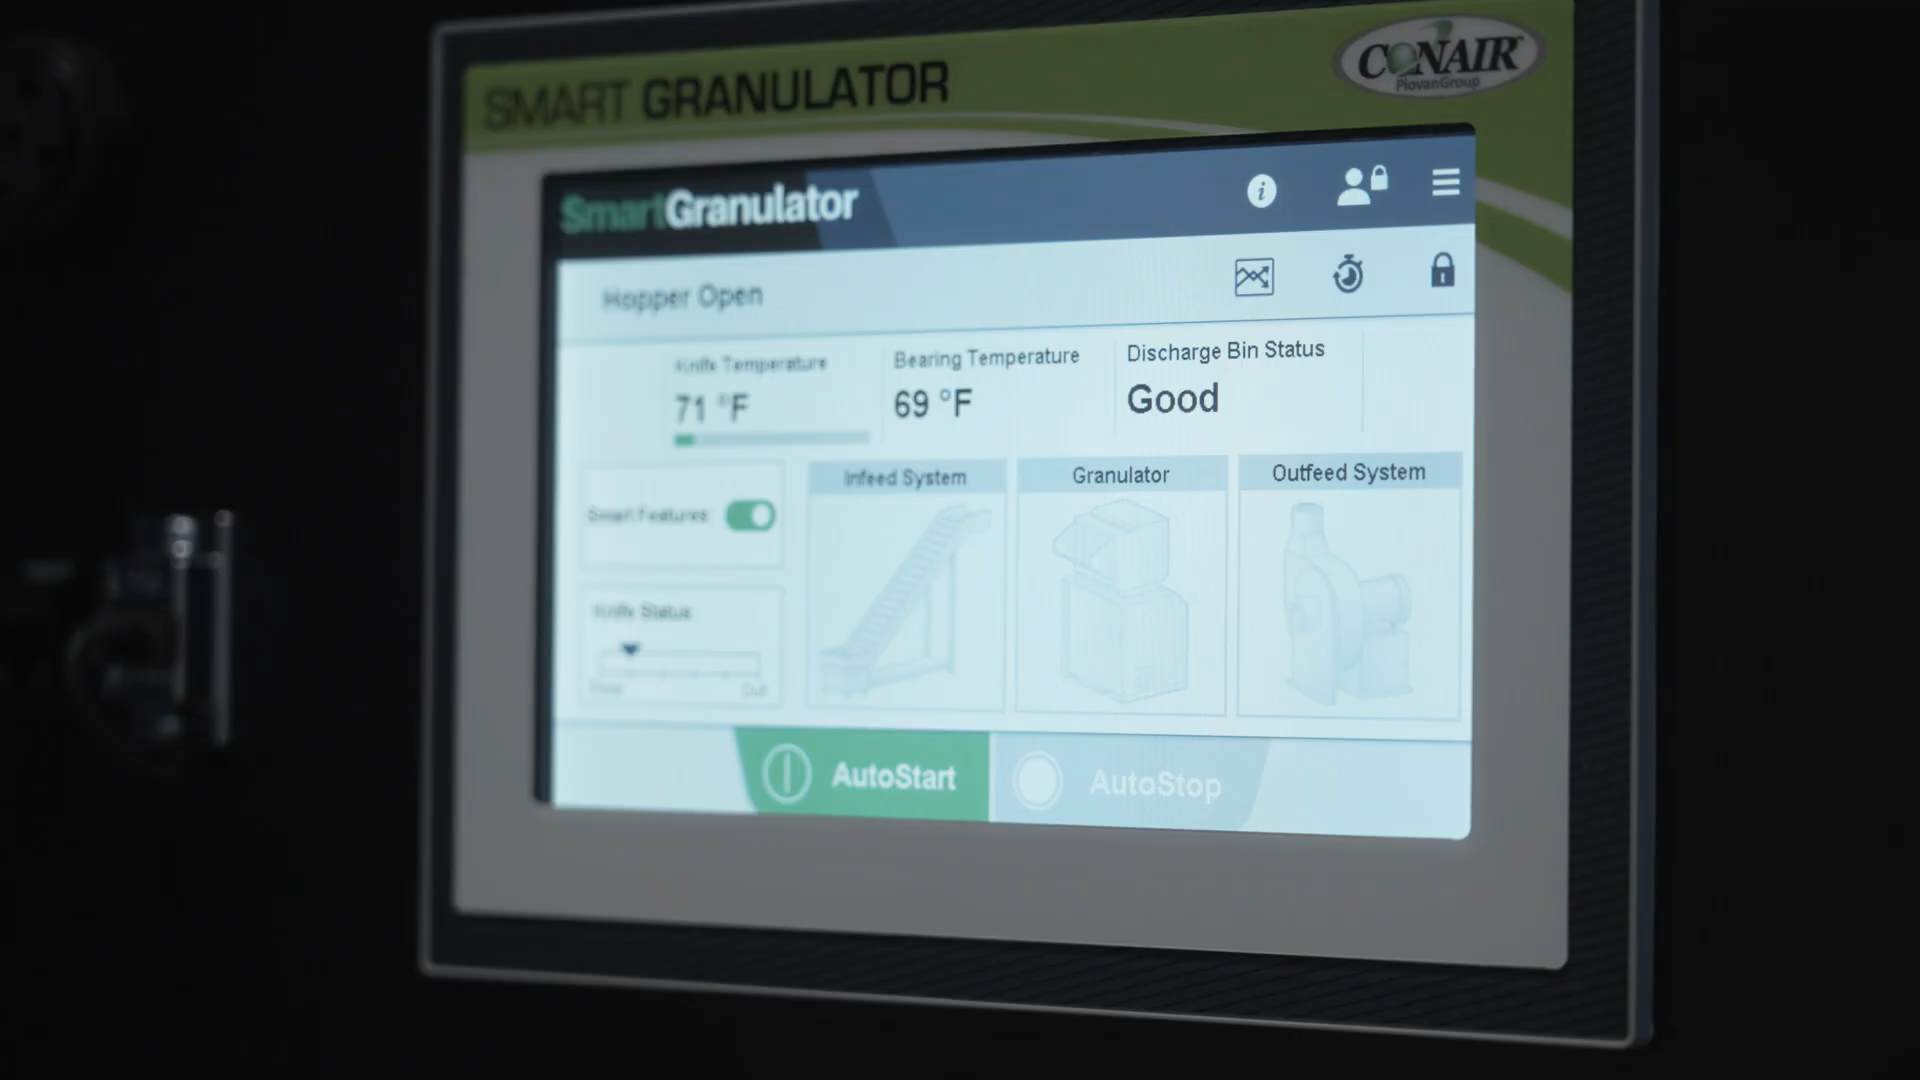 SMART GRANULATOR
CONAIR
PiovanGroup
SmartGranulator
Hopper Open
Knife Temperature
71 °F
Bearing Temperature
69 °F
Discharge Bin Status
Good
Smart Features
Infeed System
Granulator
Outfeed System
Knife Status
Dull
AutoStart
AutoStop